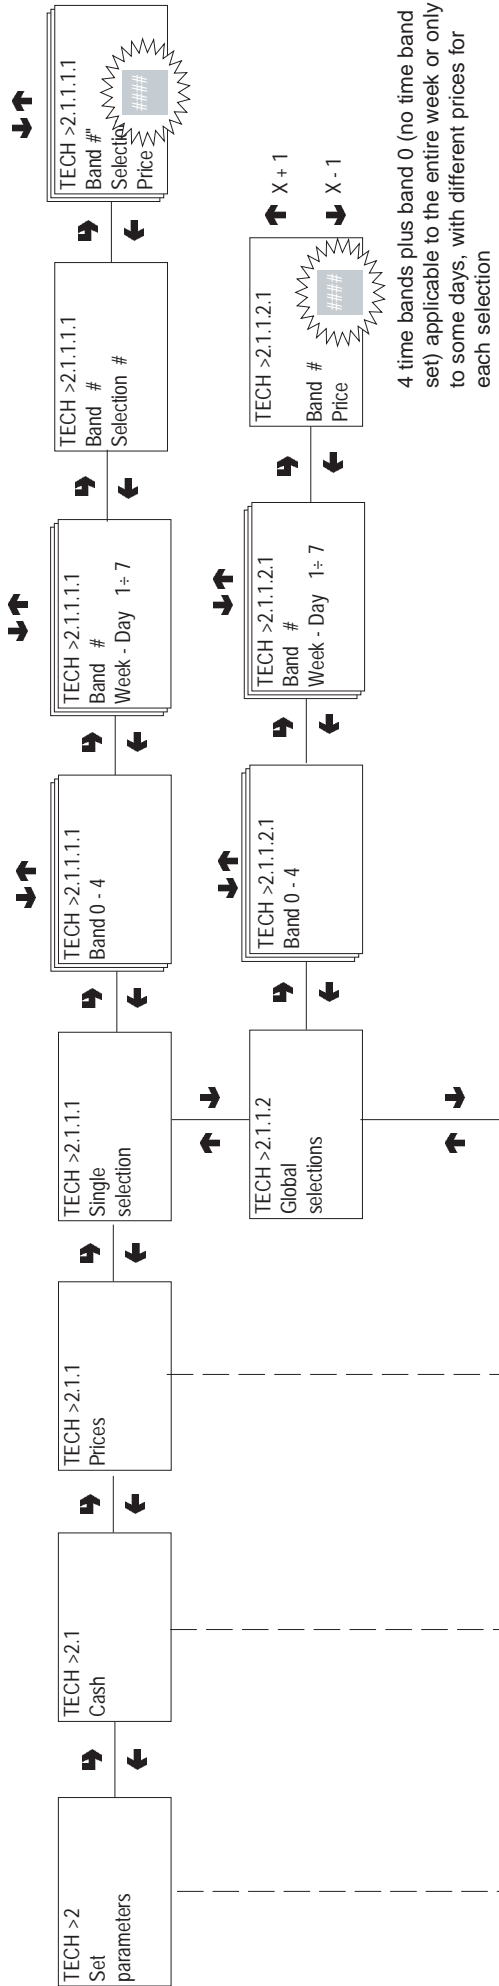 TECH >2
Set
parameters
TECH >2.1
Cash
TECH >2.1.1
Prices
TECH >2.1.1.1
Single
selection
TECH >2.1.1.1.1
Band 0 - 4
TECH >2.1.1.1.1
Band #
Week - Day 1÷ 7
TECH >2.1.1.1.1
Band #
Selection #
TECH >2.1.1.1.1
Band #"
Selectio
Price
####
TECH >2.1.1.2
Global
selections
TECH >2.1.1.2.1
Band 0 - 4
TECH >2.1.1.2.1
Band #
Week - Day 1÷ 7
TECH >2.1.1.2.1
Band #
Price
####
X + 1
X - 1
4 time bands plus band 0 (no time band
set) applicable to the entire week or only
to some days, with different prices for
each selection